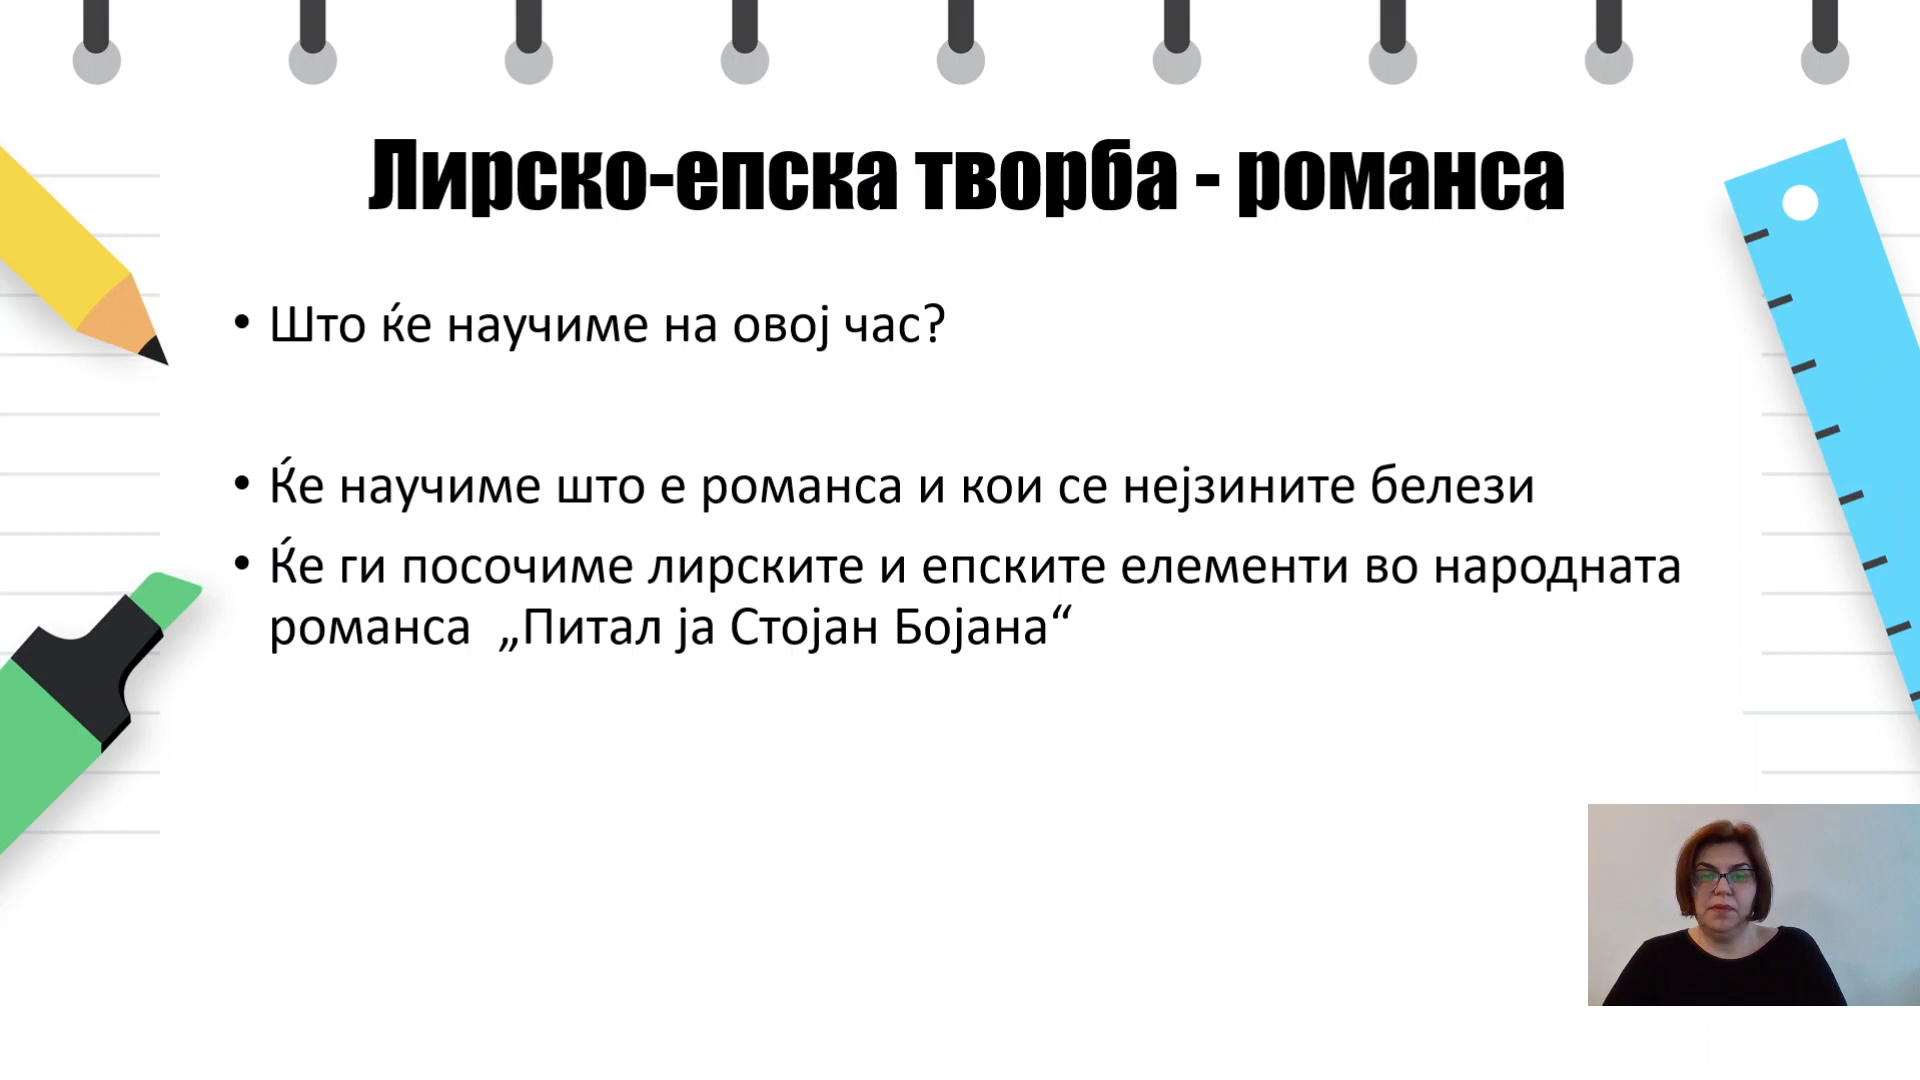 Лирско-епска творба - романса
• Што ќе научиме на овој час?
• Ќе научиме што е романса и кои се нејзините белези
• Ќе ги посочиме лирските и епските елементи во народната
романса „Питал ја Стојан Бојана“